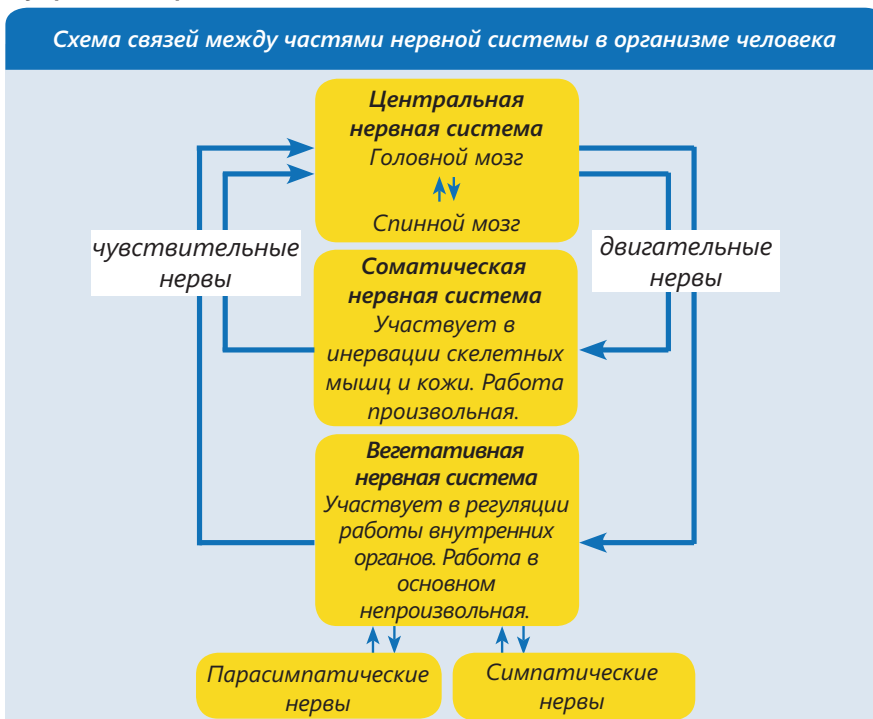 Схема связей между частями нервной системы в организме человека
Центральная
нервная система
Головной мозг
Спинной мозг
чувствительные
нервы
двигательные
нервы
Соматическая
нервная система
Участвует в
инервации скелетных
мышц и кожи. Работа
произвольная.
Вегетативная
нервная система
Участвует в регуляции
работы внутренних
органов. Работа в
основном
непроизвольная.
Парасимпатические
нервы
Симпатические
нервы